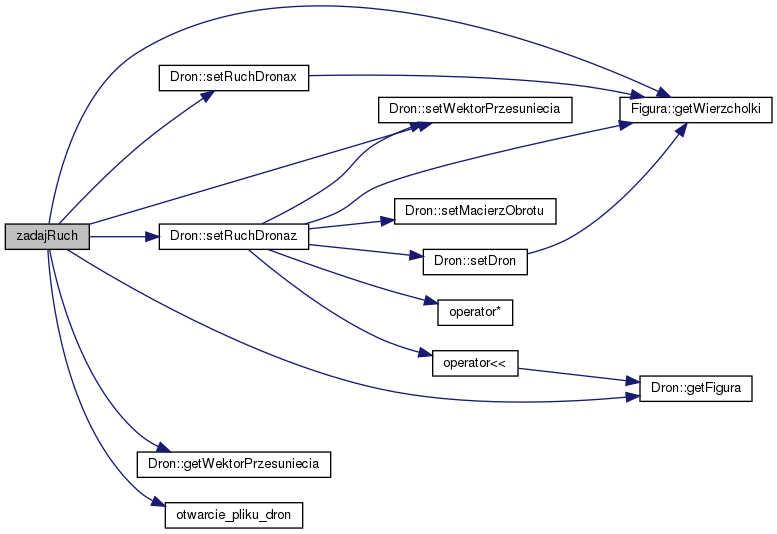 Dron::setRuchDronax
Dron::setWektorPrzesuniecia
Figura::getWierzcholki
Dron::setMacierzObrotu
zadajRuch
Dron::setRuchDronaz
Dron::setDron
operator*
operator<<
Dron::getFigura
Dron::getWektorPrzesuniecia
otwarcie_pliku_dron